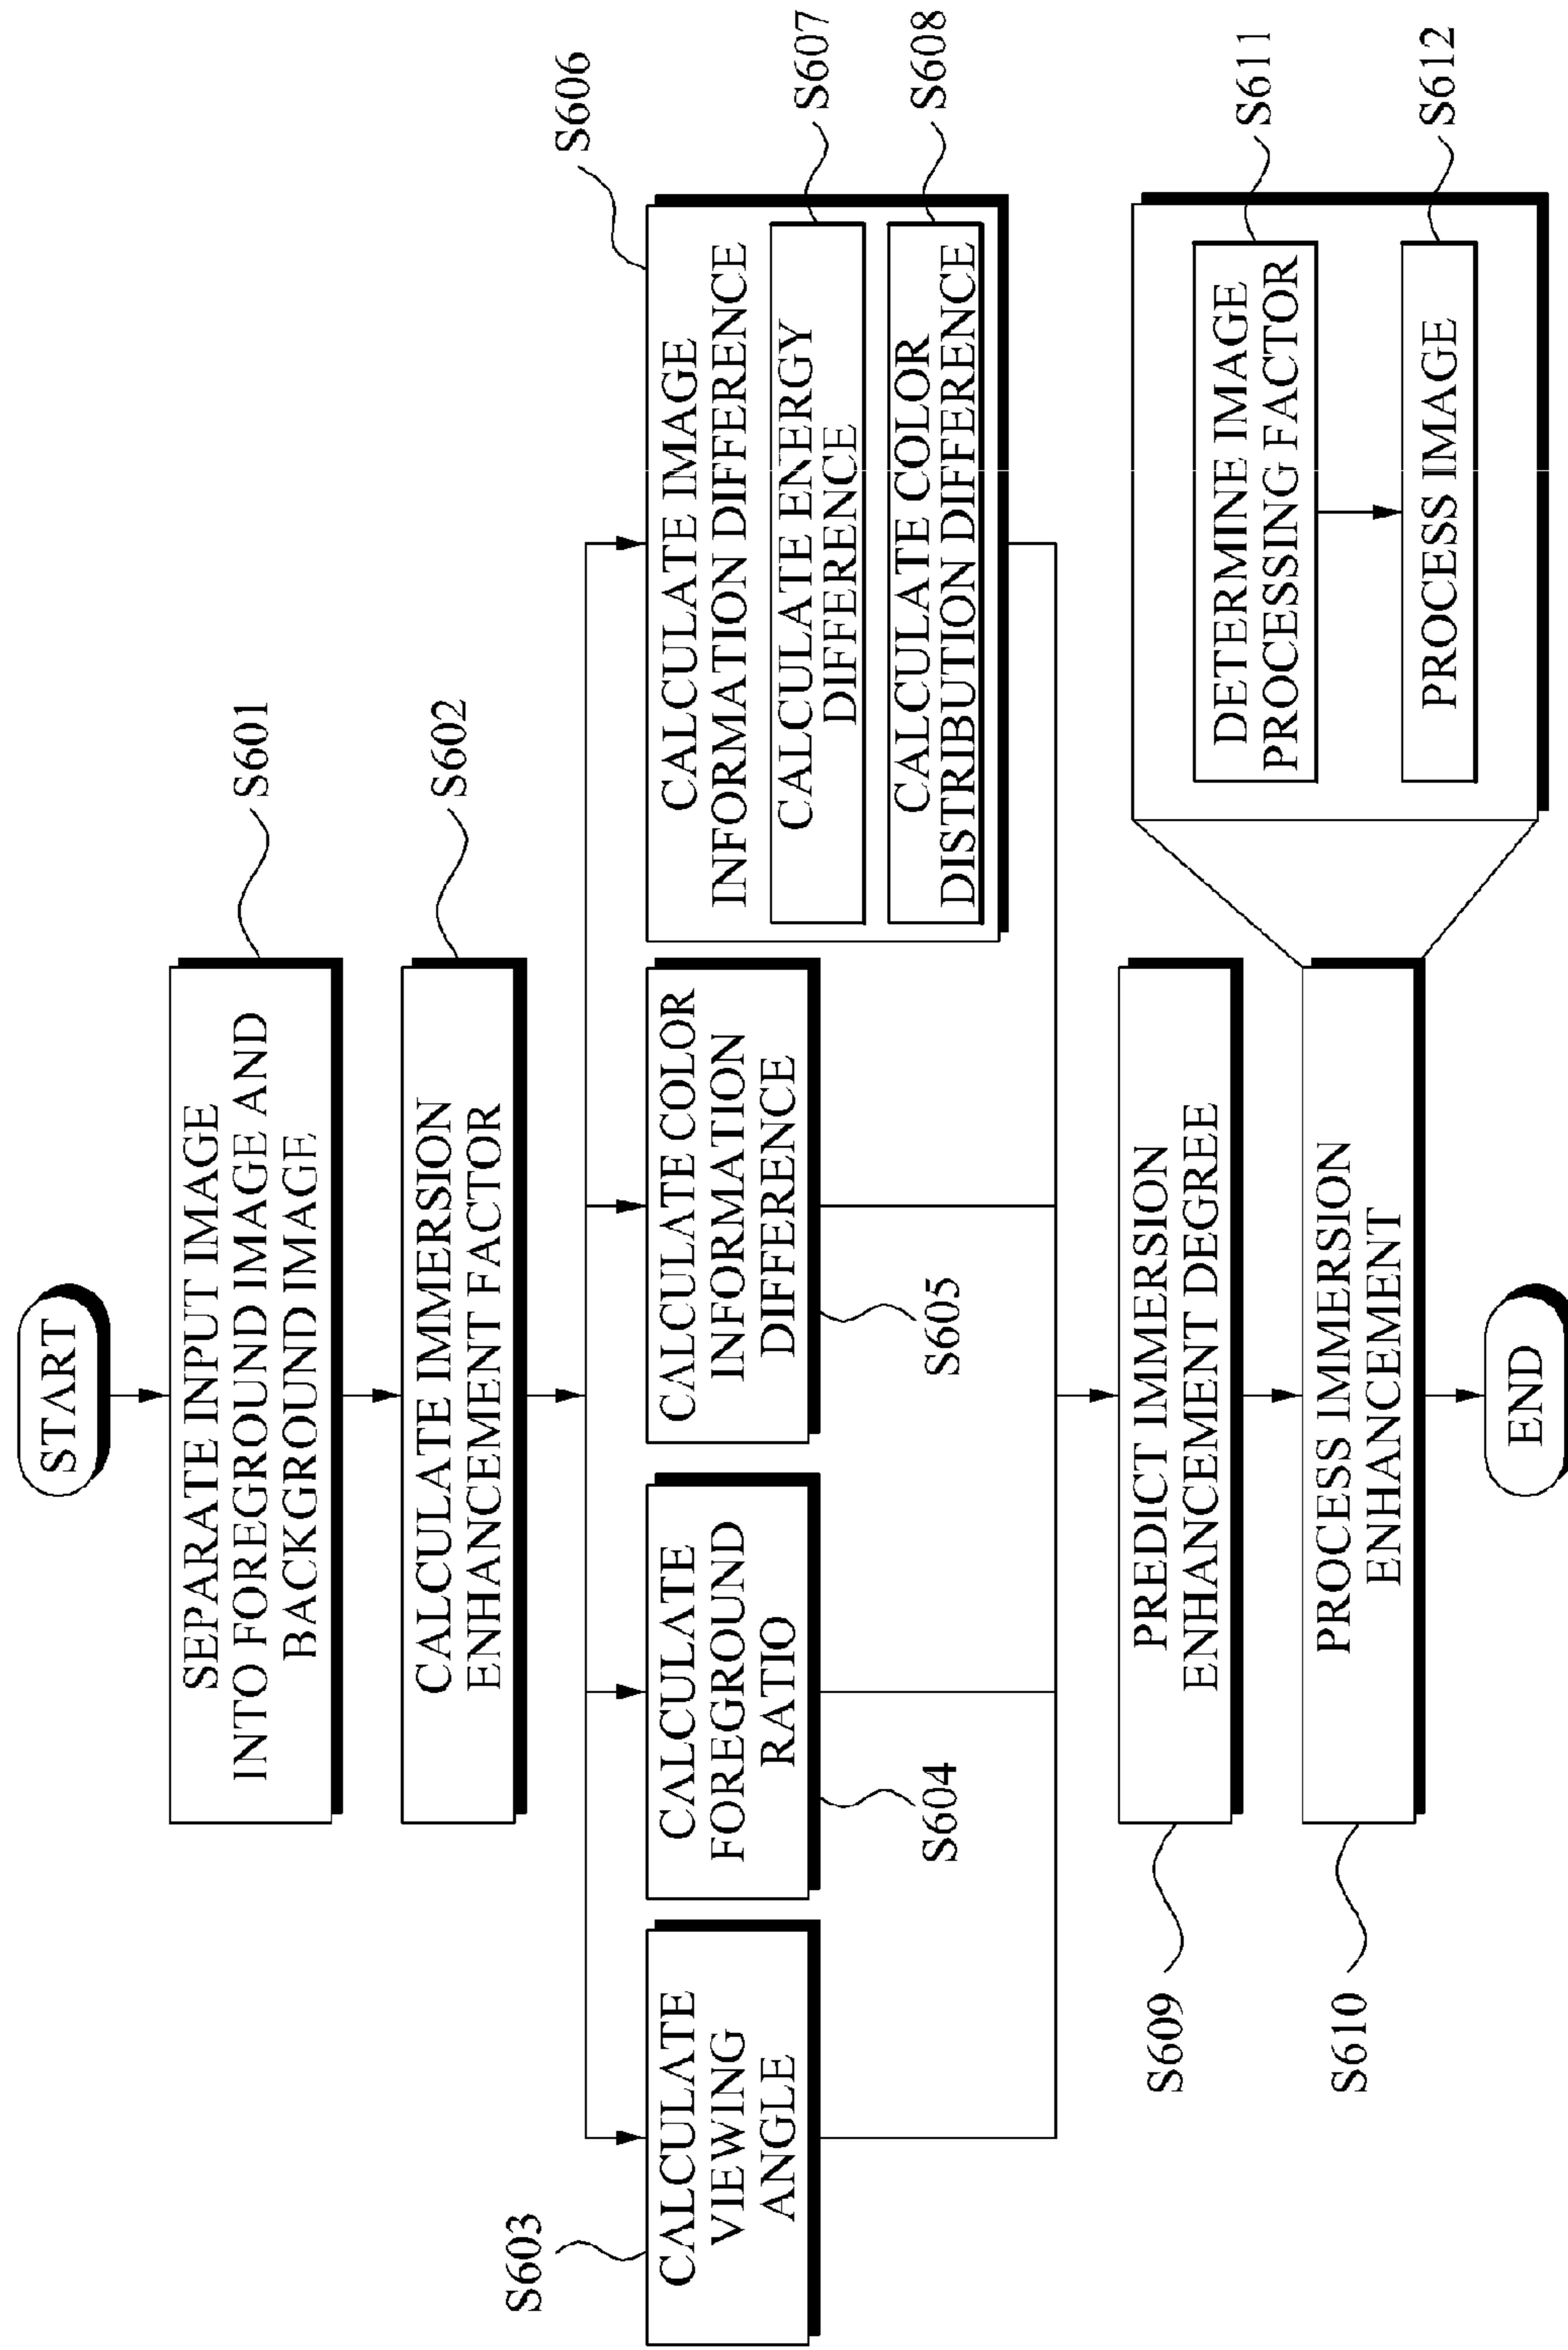 START
SEPARATE INPUT IMAGE
INTO FOREGROUND IMAGE AND
BACKGROUND IMAGE
S601
CALCULATE IMMERSION
ENHANCEMENT FACTOR
S602
S603
CALCULATE
VIEWING
ANGLE
CALCULATE
FOREGROUND
RATIO
S604
CALCULATE COLOR
INFORMATION
DIFFERENCE
S605
S606
CALCULATE IMAGE
INFORMATION DIFFERENCE
CALCULATE ENERGY
DIFFERENCE
S607
CALCULATE COLOR
DISTRIBUTION DIFFERENCE
S608
S609
PREDICT IMMERSION
ENHANCEMENT DEGREE
S610
PROCESS IMMERSION
ENHANCEMENT
DETERMINE IMAGE
PROCESSING FACTOR
S611
PROCESS IMAGE
S612
END